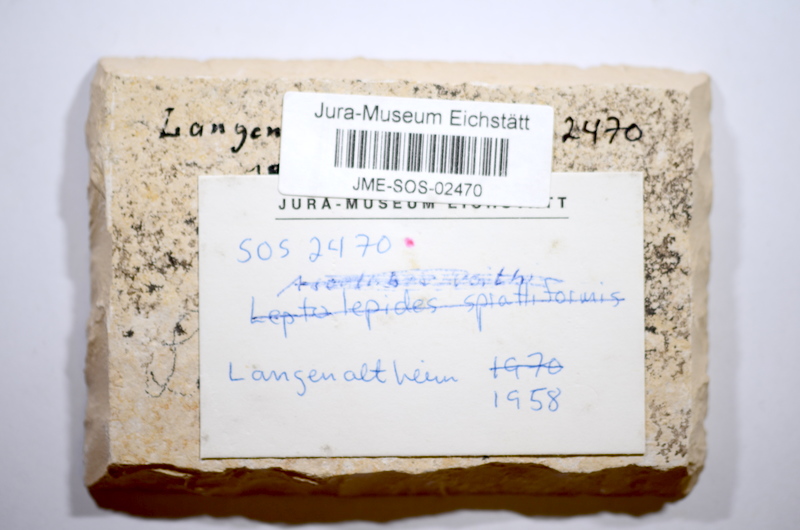 Langen 2470
Jura-Museum Eichstätt
JME-SOS-02470
JURA-MUSEUM EICHSTÄTT
SOS 2470
Leptolepides sprattiformis
Langenaltheim 1970
1958